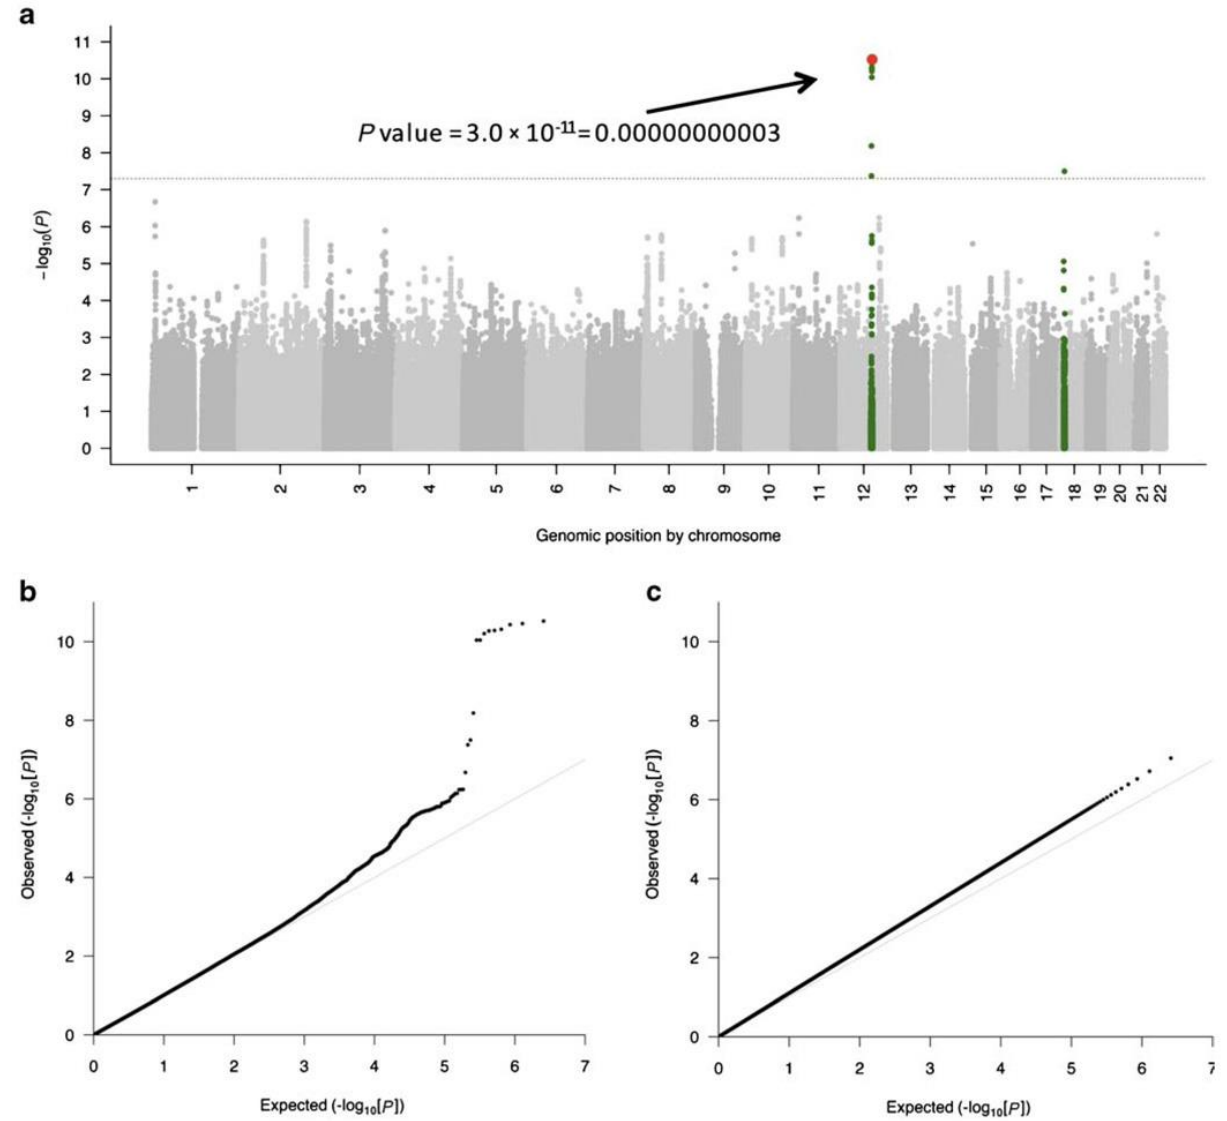 a
11
10
9
8
7
6
5
4
3
2
1
0
−log10(P)
P value = 3.0 × 10-11= 0.00000000003
1 2 3 4 5 6 7 8 9 10 11 12 13 14 15 16 17 18 19 20 21 22
Genomic position by chromosome
b
10
8
6
4
2
0
Observed (-log10[P])
0 1 2 3 4 5 6 7
Expected (-log10[P])
c
10
8
6
4
2
0
Observed (-log10[P])
0 1 2 3 4 5 6 7
Expected (-log10[P])